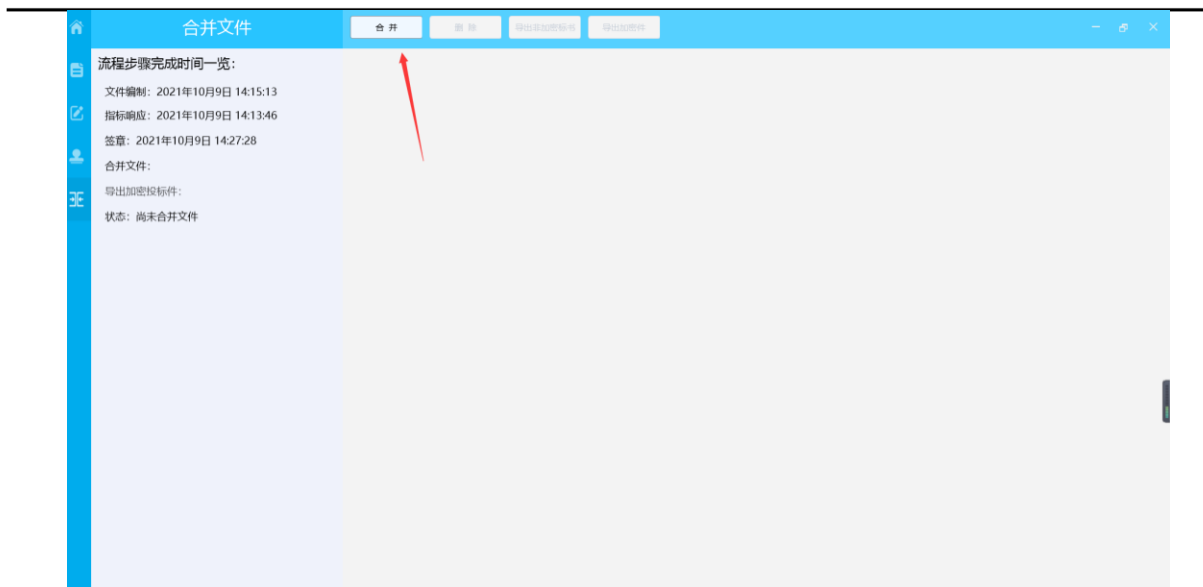 合并文件
合 并
删 除
导出非加密标书
导出加密件
流程步骤完成时间一览：
文件编制：2021年10月9日 14:15:13
指标响应：2021年10月9日 14:13:46
签章：2021年10月9日 14:27:28
合并文件：
导出加密投标件：
状态：尚未合并文件